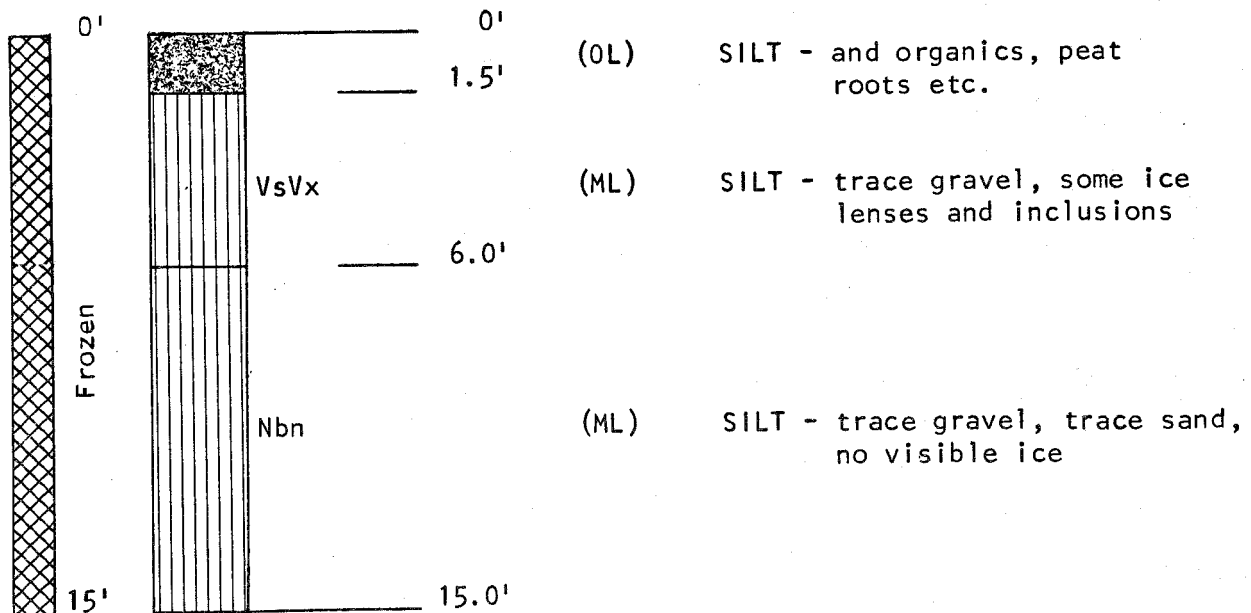 0'
0'
(OL) SILT - and organics, peat
roots etc.
1.5'
VsVx
(ML) SILT - trace gravel, some ice
lenses and inclusions
6.0'
Frozen
Nbn
(ML) SILT - trace gravel, trace sand,
no visible ice
15'
15.0'